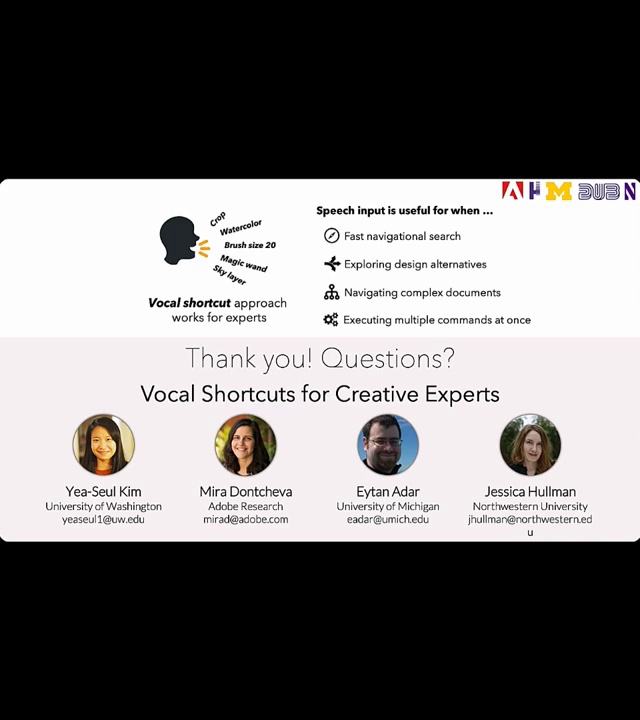 Crop
Watercolor
Brush size 20
Magic wand
Sky layer
Vocal shortcut approach
works for experts
Speech input is useful for when ...
Fast navigational search
Exploring design alternatives
Navigating complex documents
Executing multiple commands at once
M DUB N
Thank you! Questions?
Vocal Shortcuts for Creative Experts
Yea-Seul Kim
University of Washington
yeaseul1@uw.edu
Mira Dontcheva
Adobe Research
mirad@adobe.com
Eytan Adar
University of Michigan
eadar@umich.edu
Jessica Hullman
Northwestern University
jhullman@northwestern.ed
u